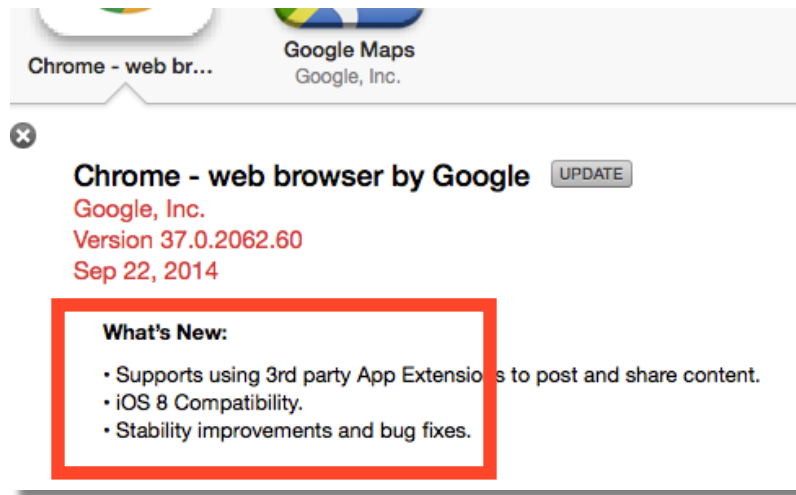 Chrome - web br...
Google Maps
Google, Inc.
Chrome - web browser by Google UPDATE
Google, Inc.
Version 37.0.2062.60
Sep 22, 2014
What's New:
• Supports using 3rd party App Extensions to post and share content.
• iOS 8 Compatibility.
• Stability improvements and bug fixes.